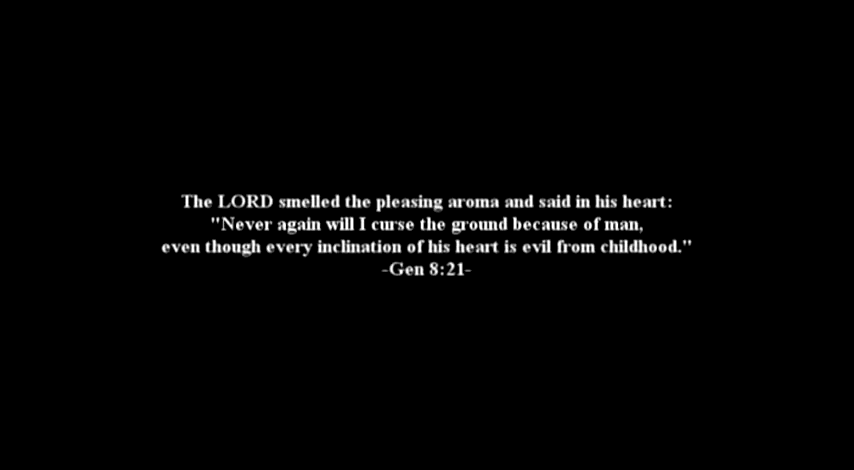 The LORD smelled the pleasing aroma and said in his heart:
"Never again will I curse the ground because of man,
even though every inclination of his heart is evil from childhood."
-Gen 8:21-